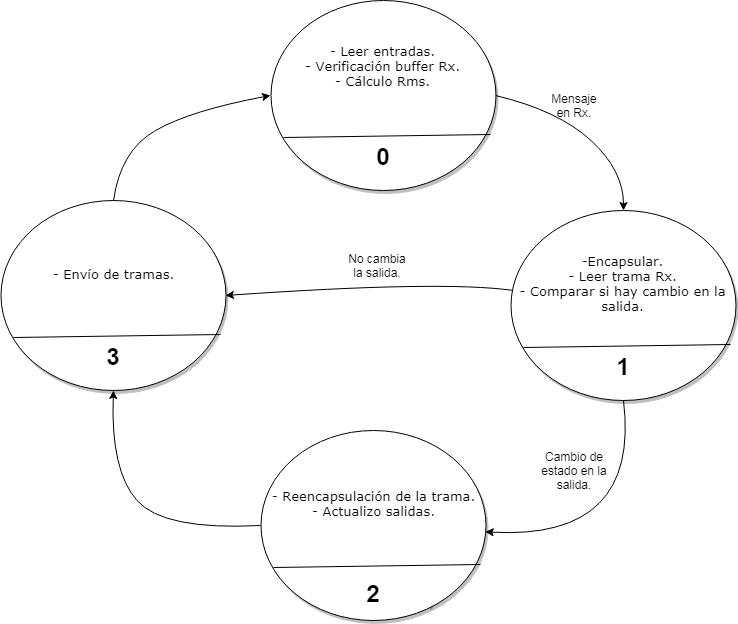 - Leer entradas.
- Verificación buffer Rx.
- Cálculo Rms.
0
Mensaje
en Rx.
-Encapsular.
- Leer trama Rx.
- Comparar si hay cambio en la
salida.
1
No cambia
la salida.
- Envío de tramas.
3
Cambio de
estado en la
salida.
- Reencapsulación de la trama.
- Actualizo salidas.
2